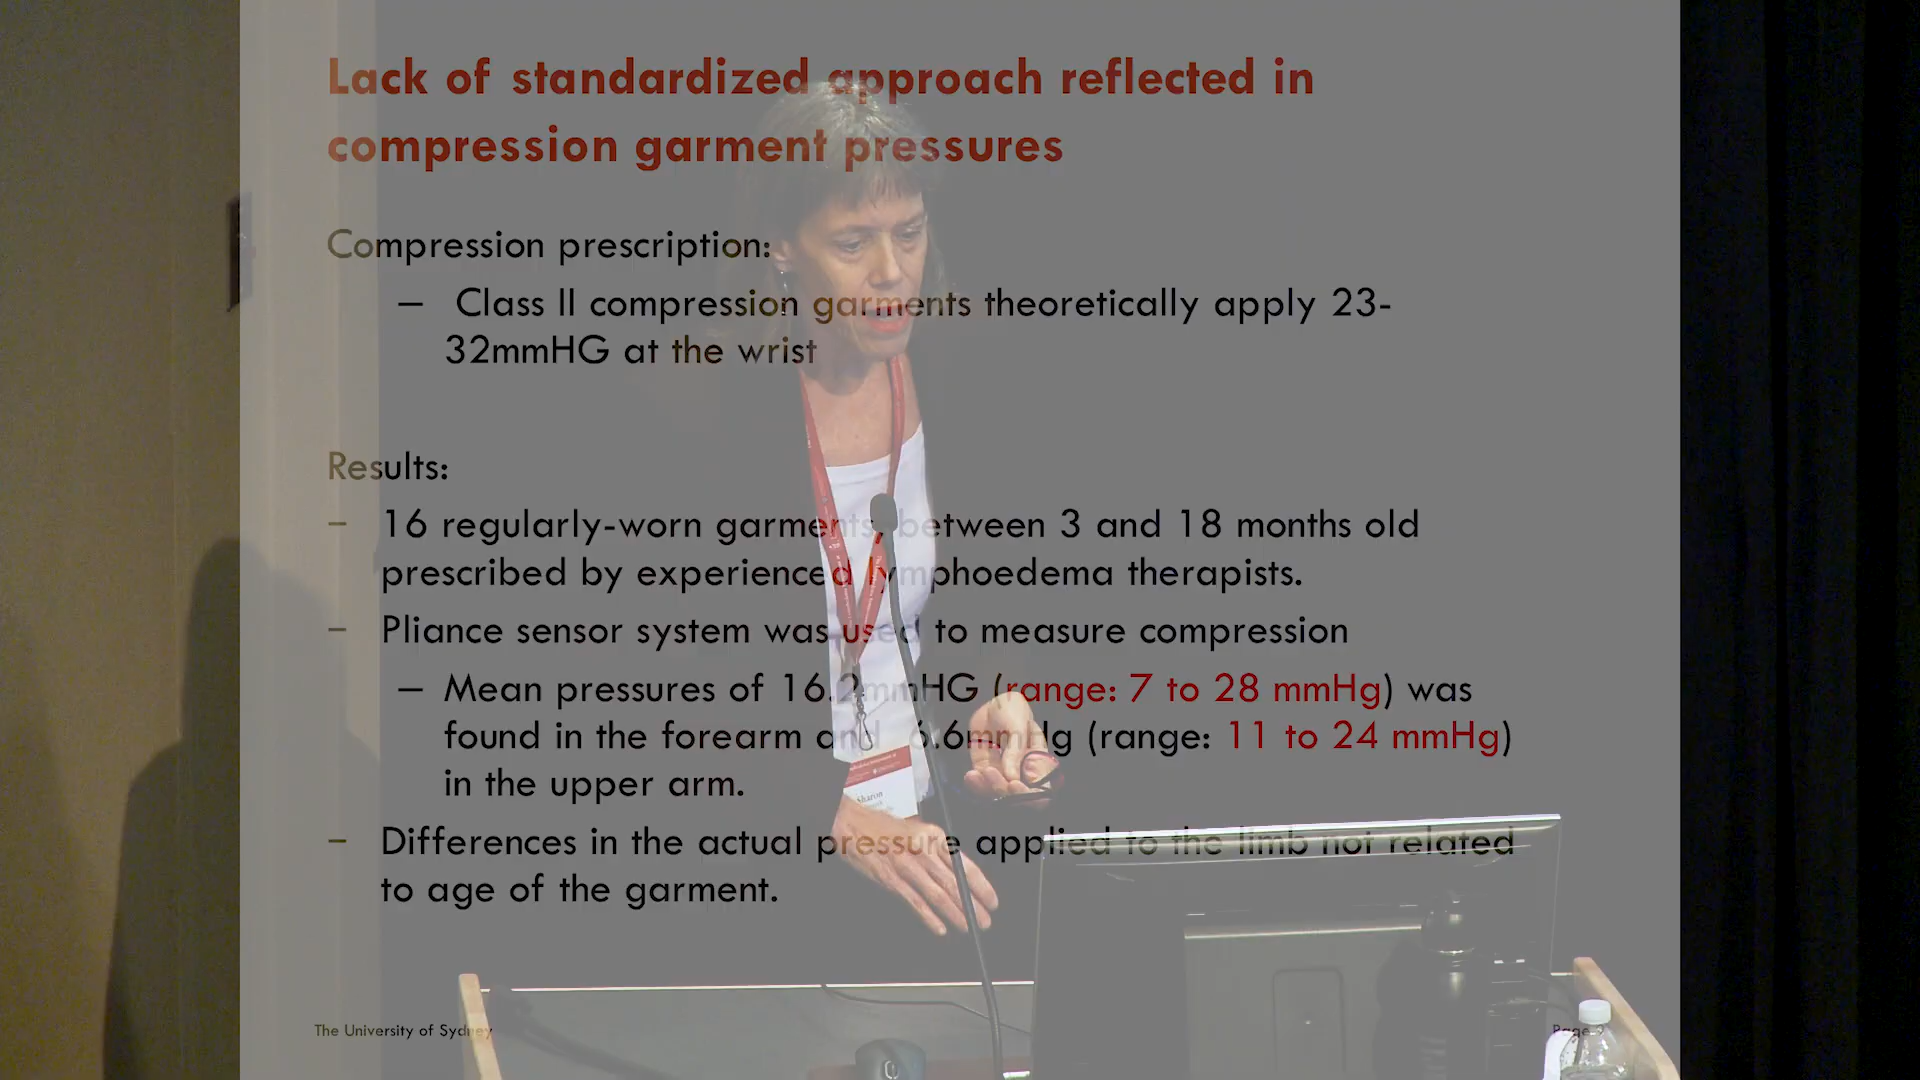 Lack of standardized approach reflected in
compression garment pressures
Compression prescription:
– Class II compression garments theoretically apply 23-
32mmHG at the wrist
Results:
– 16 regularly-worn garments, between 3 and 18 months old
prescribed by experienced lymphoedema therapists.
– Pliance sensor system was used to measure compression
– Mean pressures of 16.2mmHG (range: 7 to 28 mmHg) was
found in the forearm and 6.6mmHg (range: 11 to 24 mmHg)
in the upper arm.
Sharon
– Differences in the actual pressure applied to the limb not related
to age of the garment.
The University of Sydney
Page